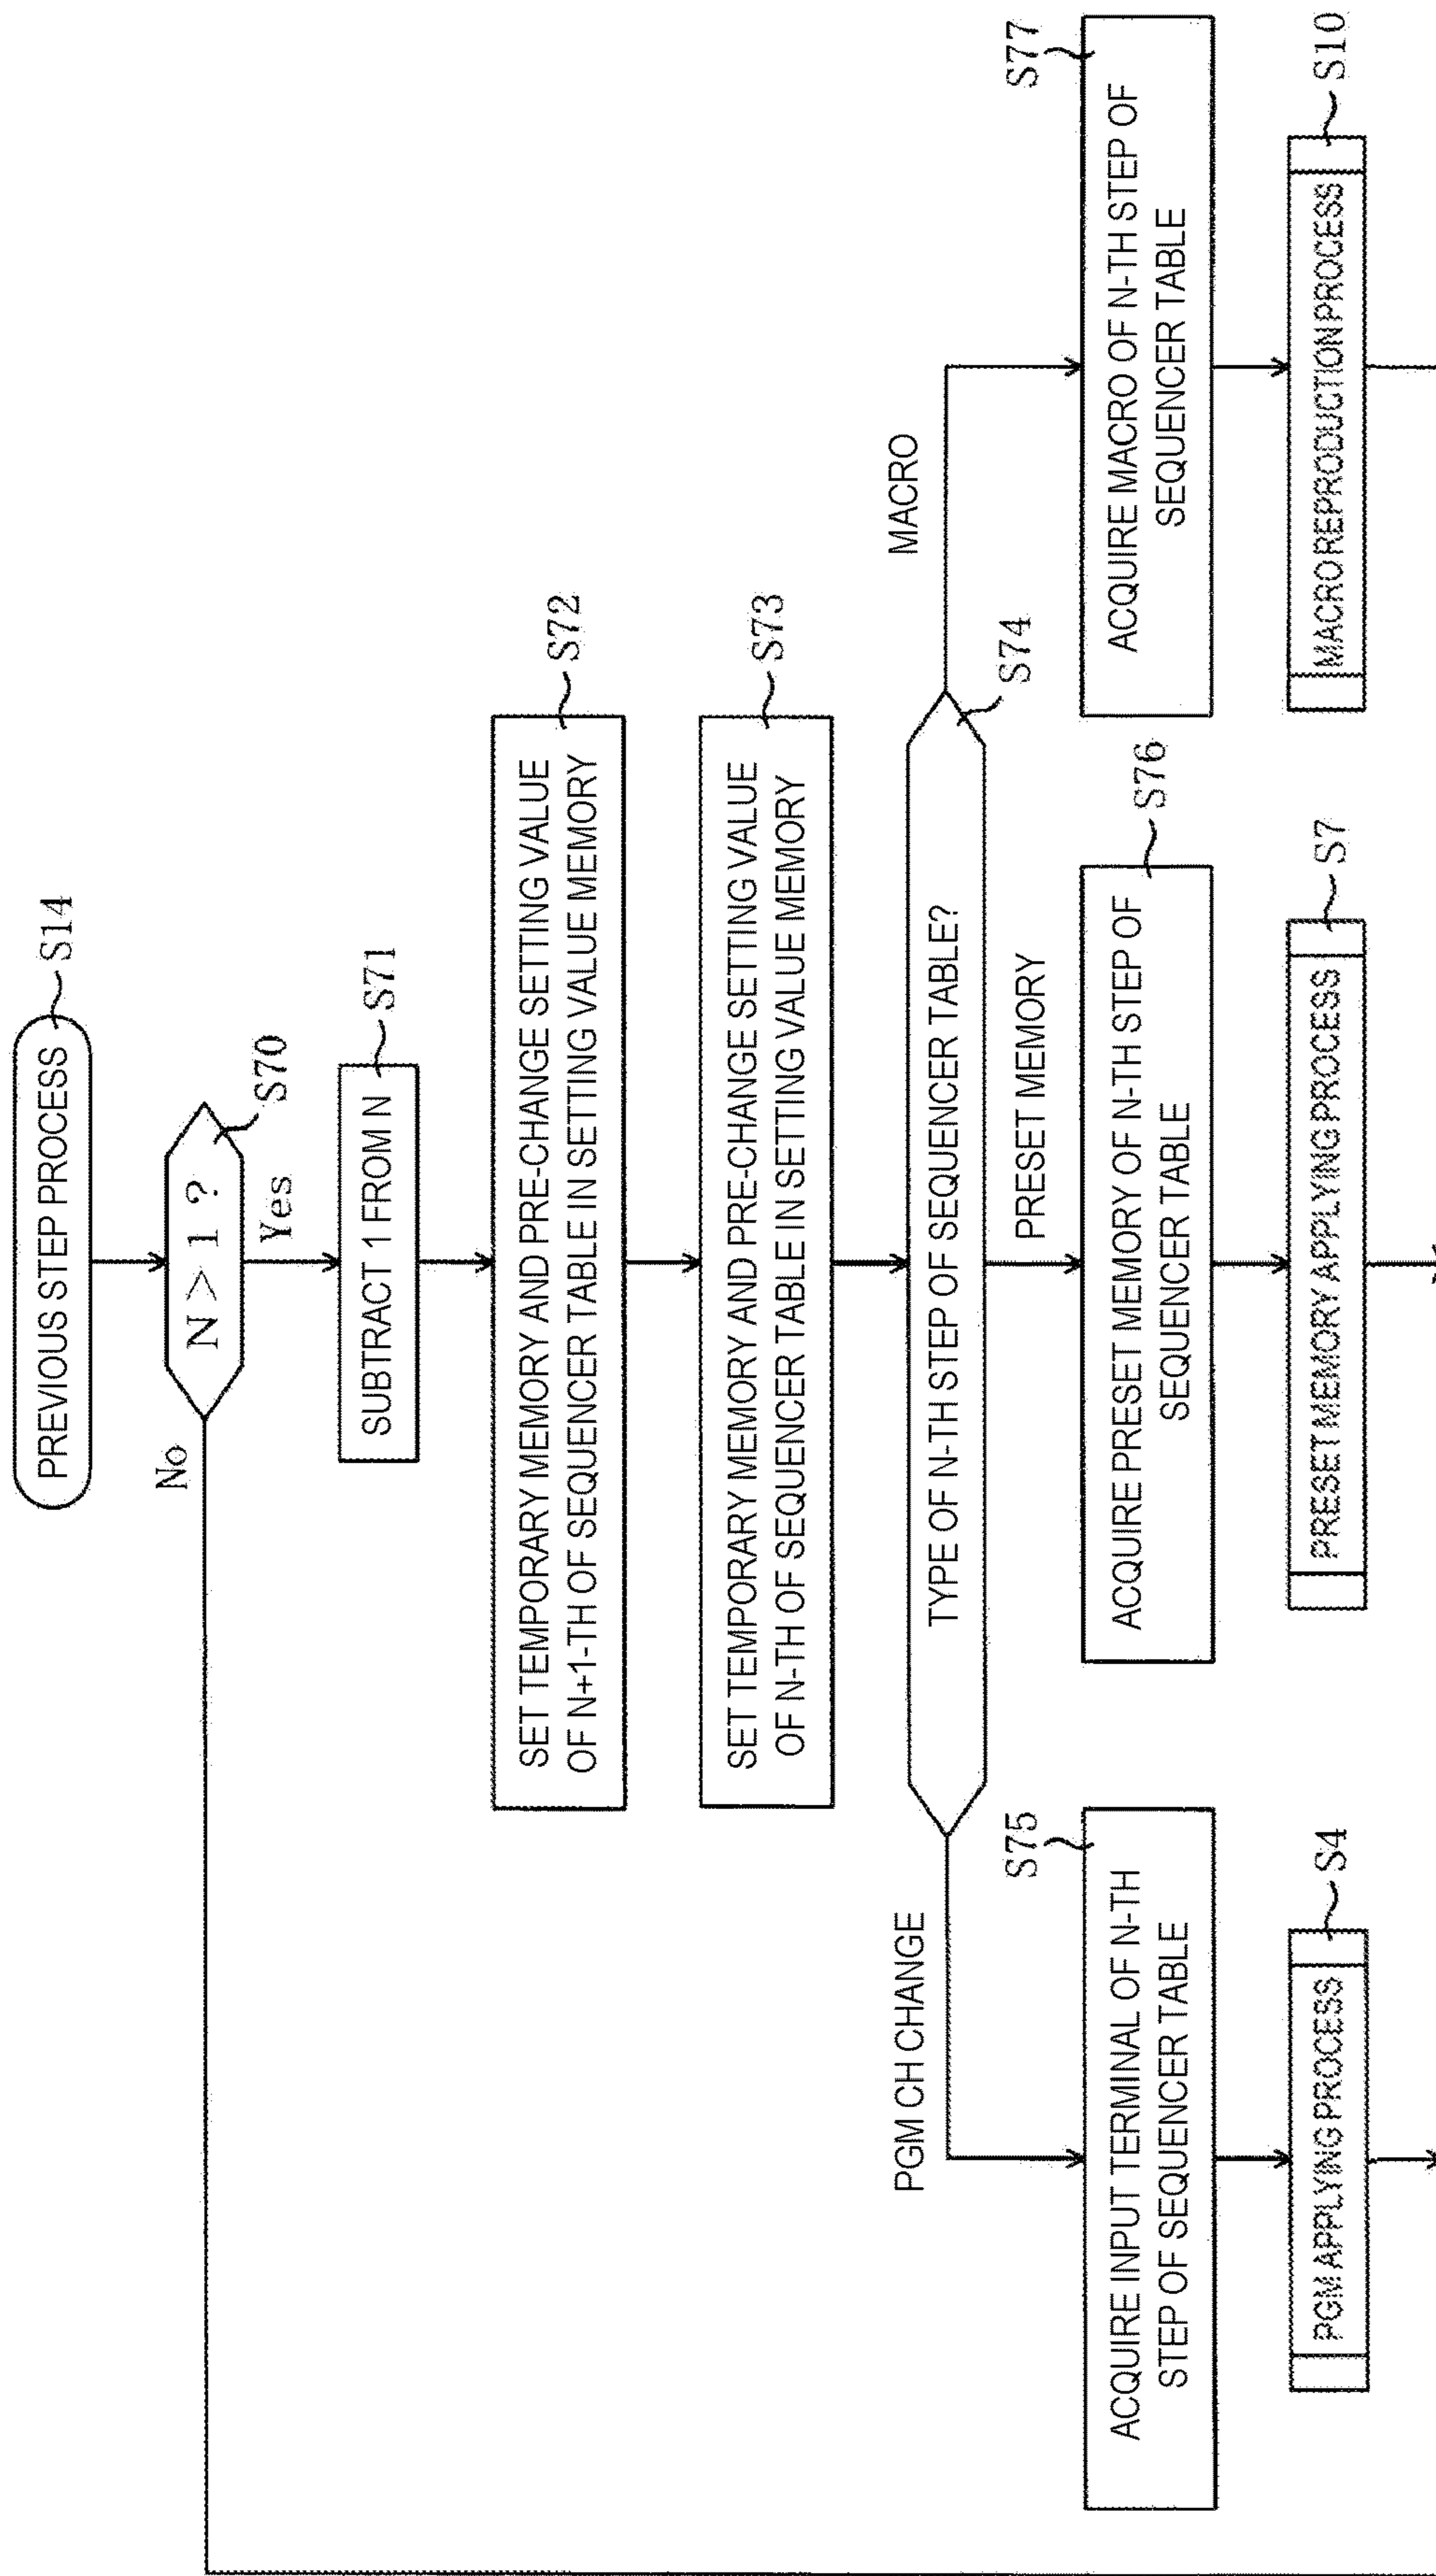 PREVIOUS STEP PROCESS
S14
N > 1 ?
S70
No
Yes
SUBTRACT 1 FROM N
S71
SET TEMPORARY MEMORY AND PRE-CHANGE SETTING VALUE
OF N+1-TH OF SEQUENCER TABLE IN SETTING VALUE MEMORY
S72
SET TEMPORARY MEMORY AND PRE-CHANGE SETTING VALUE
OF N-TH OF SEQUENCER TABLE IN SETTING VALUE MEMORY
S73
TYPE OF N-TH STEP OF SEQUENCER TABLE?
S74
PGM CH CHANGE
PRESET MEMORY
MACRO
S75
ACQUIRE INPUT TERMINAL OF N-TH
STEP OF SEQUENCER TABLE
S76
ACQUIRE PRESET MEMORY OF N-TH STEP OF
SEQUENCER TABLE
S77
ACQUIRE MACRO OF N-TH STEP OF
SEQUENCER TABLE
PGM APPLYING PROCESS
S4
PRESET MEMORY APPLYING PROCESS
S7
MACRO REPRODUCTION PROCESS
S10